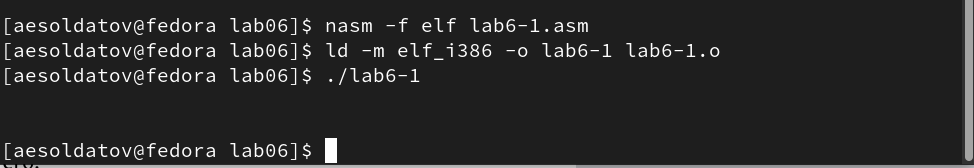 [aesoldatov@fedora lab06]$ nasm -f elf lab6-1.asm
[aesoldatov@fedora lab06]$ ld -m elf_i386 -o lab6-1 lab6-1.o
[aesoldatov@fedora lab06]$ ./lab6-1
[aesoldatov@fedora lab06]$